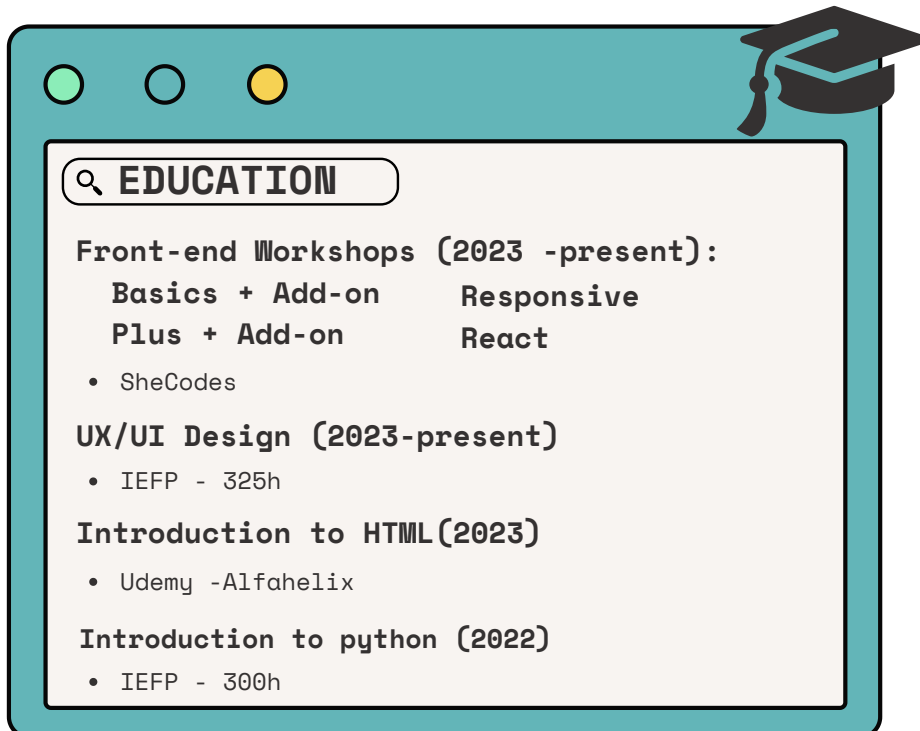 EDUCATION
Front-end Workshops (2023 -present):
Basics + Add-on
Plus + Add-on
Responsive
React
• SheCodes
UX/UI Design (2023-present)
• IEFP - 325h
Introduction to HTML(2023)
• Udemy -Alfahelix
Introduction to python (2022)
• IEFP - 300h